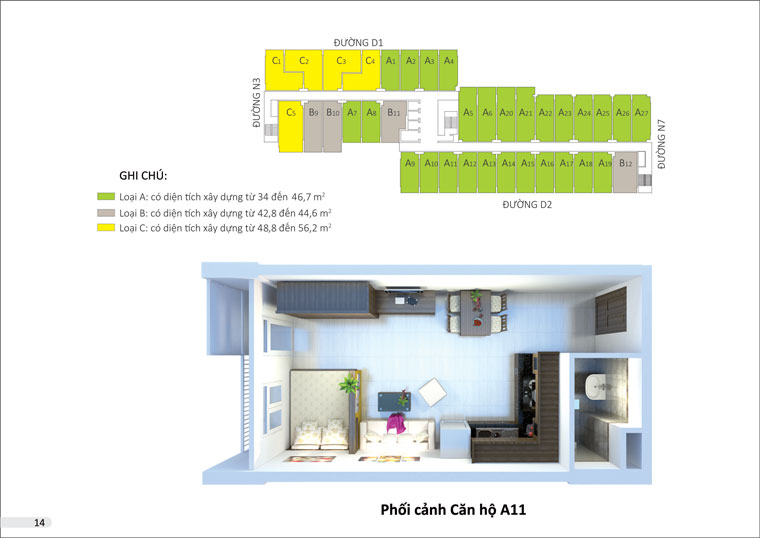 ĐƯỜNG D1
ĐƯỜNG N3
C1 C2 C3 C4 A1 A2 A3 A4
C5 B9 B10 A7 A8 B11
A5 A6 A20 A21 A22 A23 A24 A25 A26 A27
A9 A10 A11 A12 A13 A14 A15 A16 A17 A18 A19 B12
ĐƯỜNG N7
ĐƯỜNG D2
GHI CHÚ:
Loại A: có diện tích xây dựng từ 34 đến 46,7 m²
Loại B: có diện tích xây dựng từ 42,8 đến 44,6 m²
Loại C: có diện tích xây dựng từ 48,8 đến 56,2 m²
Phối cảnh Căn hộ A11
14